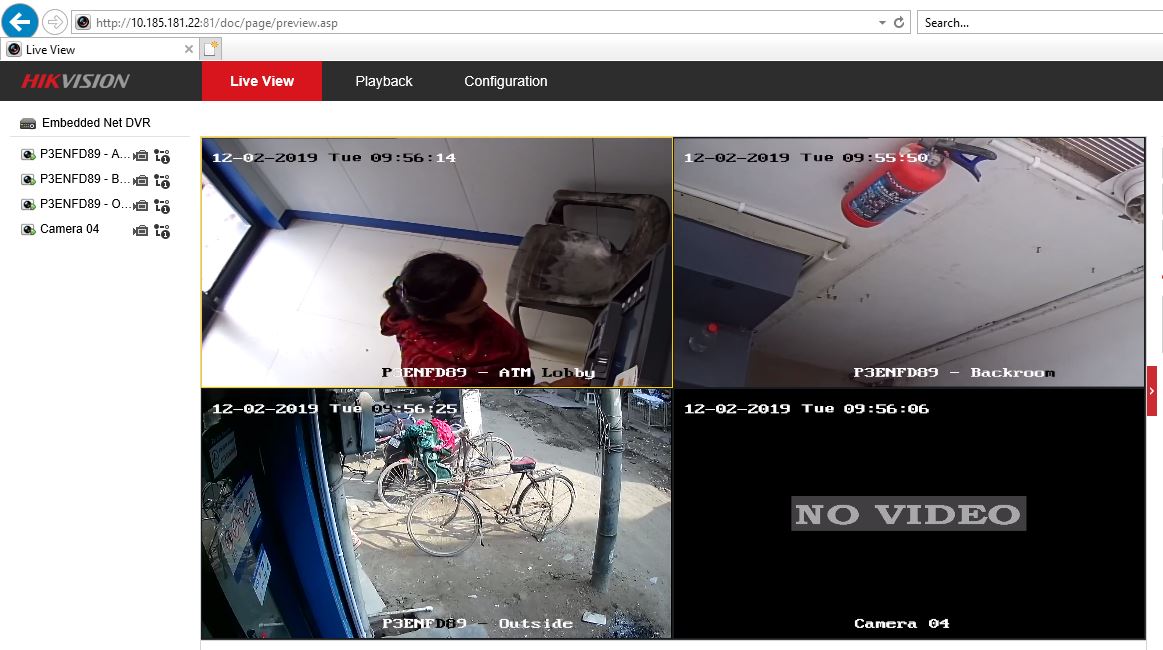 http://10.185.181.22:81/doc/page/preview.asp
Search...
Live View
HIKVISION
Live View
Playback
Configuration
Embedded Net DVR
P3ENFD89 - A...
P3ENFD89 - B...
P3ENFD89 - O...
Camera 04
12-02-2019 Tue 09:56:14
P3ENFD89 - ATM Lobby
12-02-2019 Tue 09:55:50
P3ENFD89 - Backroom
12-02-2019 Tue 09:56:25
P3ENFD89 - Outside
12-02-2019 Tue 09:56:06
NO VIDEO
Camera 04